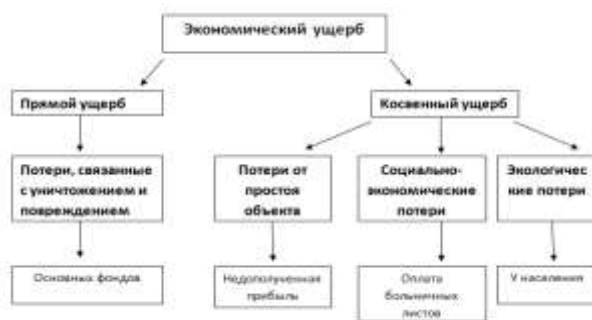 Экономический ущерб
Прямой ущерб
Косвенный ущерб
Потери, связанные
с уничтожением и
повреждением
Потери от
простоя
объекта
Социально-
экономические
потери
Экологичес
кие потери
Основных фондов
Недополученная
прибыль
Оплата
больничных
листов
У населения